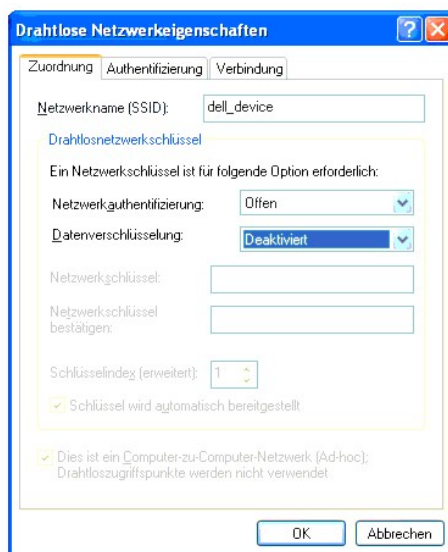 Drahtlose Netzwerkeigenschaften
Zuordnung Authentifizierung Verbindung
Netzwerkname (SSID): dell_device
Drahtlosnetzwerkschlüssel
Ein Netzwerkschlüssel ist für folgende Option erforderlich:
Netzwerkauthentifizierung: Offen
Datenverschlüsselung: Deaktiviert
Netzwerkschlüssel:
Netzwerkschlüssel
bestätigen:
Schlüsselindex (erweitert): 1
Schlüssel wird automatisch bereitgestellt
Dies ist ein Computer-zu-Computer-Netzwerk (Ad-hoc);
Drahtloszugriffspunkte werden nicht verwendet
OK Abbrechen